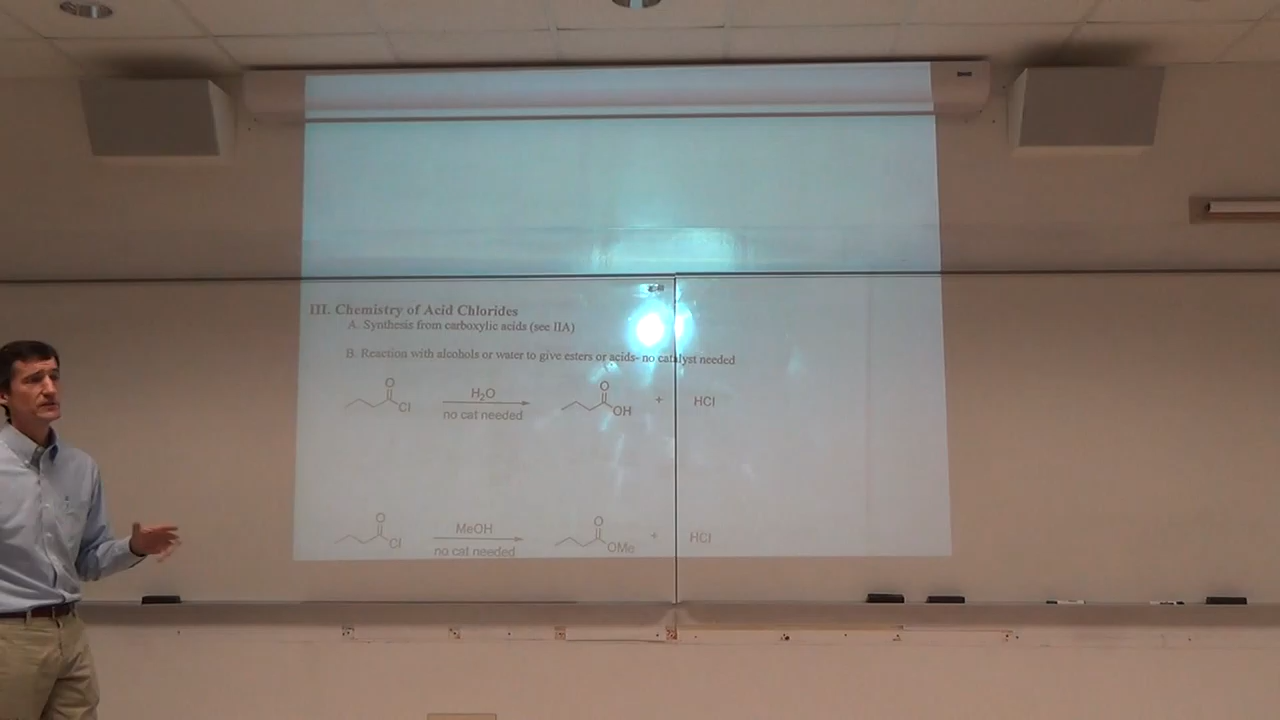 III. Chemistry of Acid Chlorides
A. Synthesis from carboxylic acids (see IIA)
B. Reaction with alcohols or water to give esters or acids- no catalyst needed
O Cl H2O no cat needed O OH + HCl
O Cl MeOH no cat needed O OMe + HCl